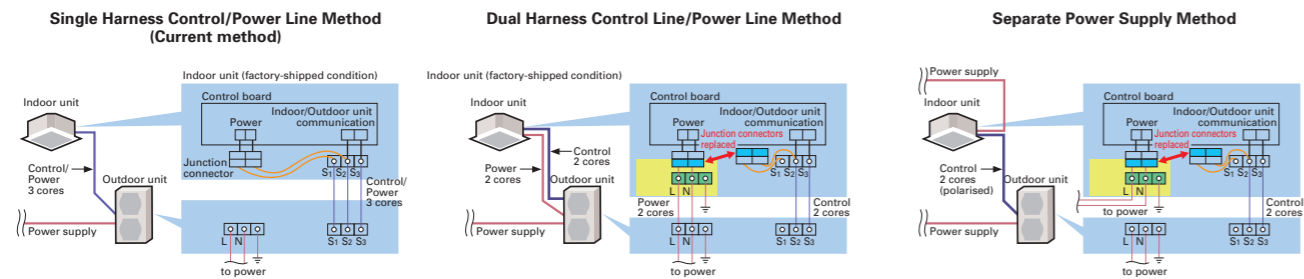 Single Harness Control/Power Line Method
(Current method)
Indoor unit (factory-shipped condition)
Indoor unit
Control board
Indoor/Outdoor unit
communication
Power
Junction
connector
S1 S2 S3
Control/
Power
3 cores
Control/
Power
3 cores
Outdoor unit
Power supply
L N
S1 S2 S3
to power
Dual Harness Control Line/Power Line Method
Indoor unit (factory-shipped condition)
Indoor unit
Control board
Indoor/Outdoor unit
communication
Power
Junction connectors
replaced
Control
2 cores
Power
2 cores
S1 S2 S3
Outdoor unit
L N
Power
2 cores
Control
2 cores
Power supply
L N
S1 S2 S3
to power
Separate Power Supply Method
Power supply
Indoor unit
Control board
Indoor/Outdoor unit
communication
Power
Junction connectors
replaced
S1 S2 S3
Control
2 cores
(polarised)
Outdoor unit
L N
to power
Control
2 cores
Power supply
L N
S1 S2 S3
to power